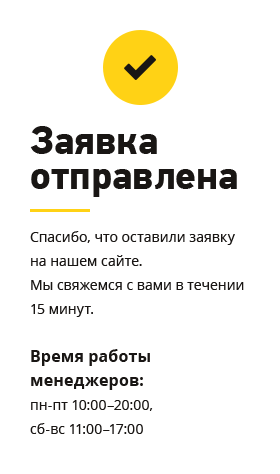 Заявка
отправлена
Спасибо, что оставили заявку
на нашем сайте.
Мы свяжемся с вами в течении
15 минут.
Время работы
менеджеров:
пн-пт 10:00–20:00,
сб-вс 11:00–17:00